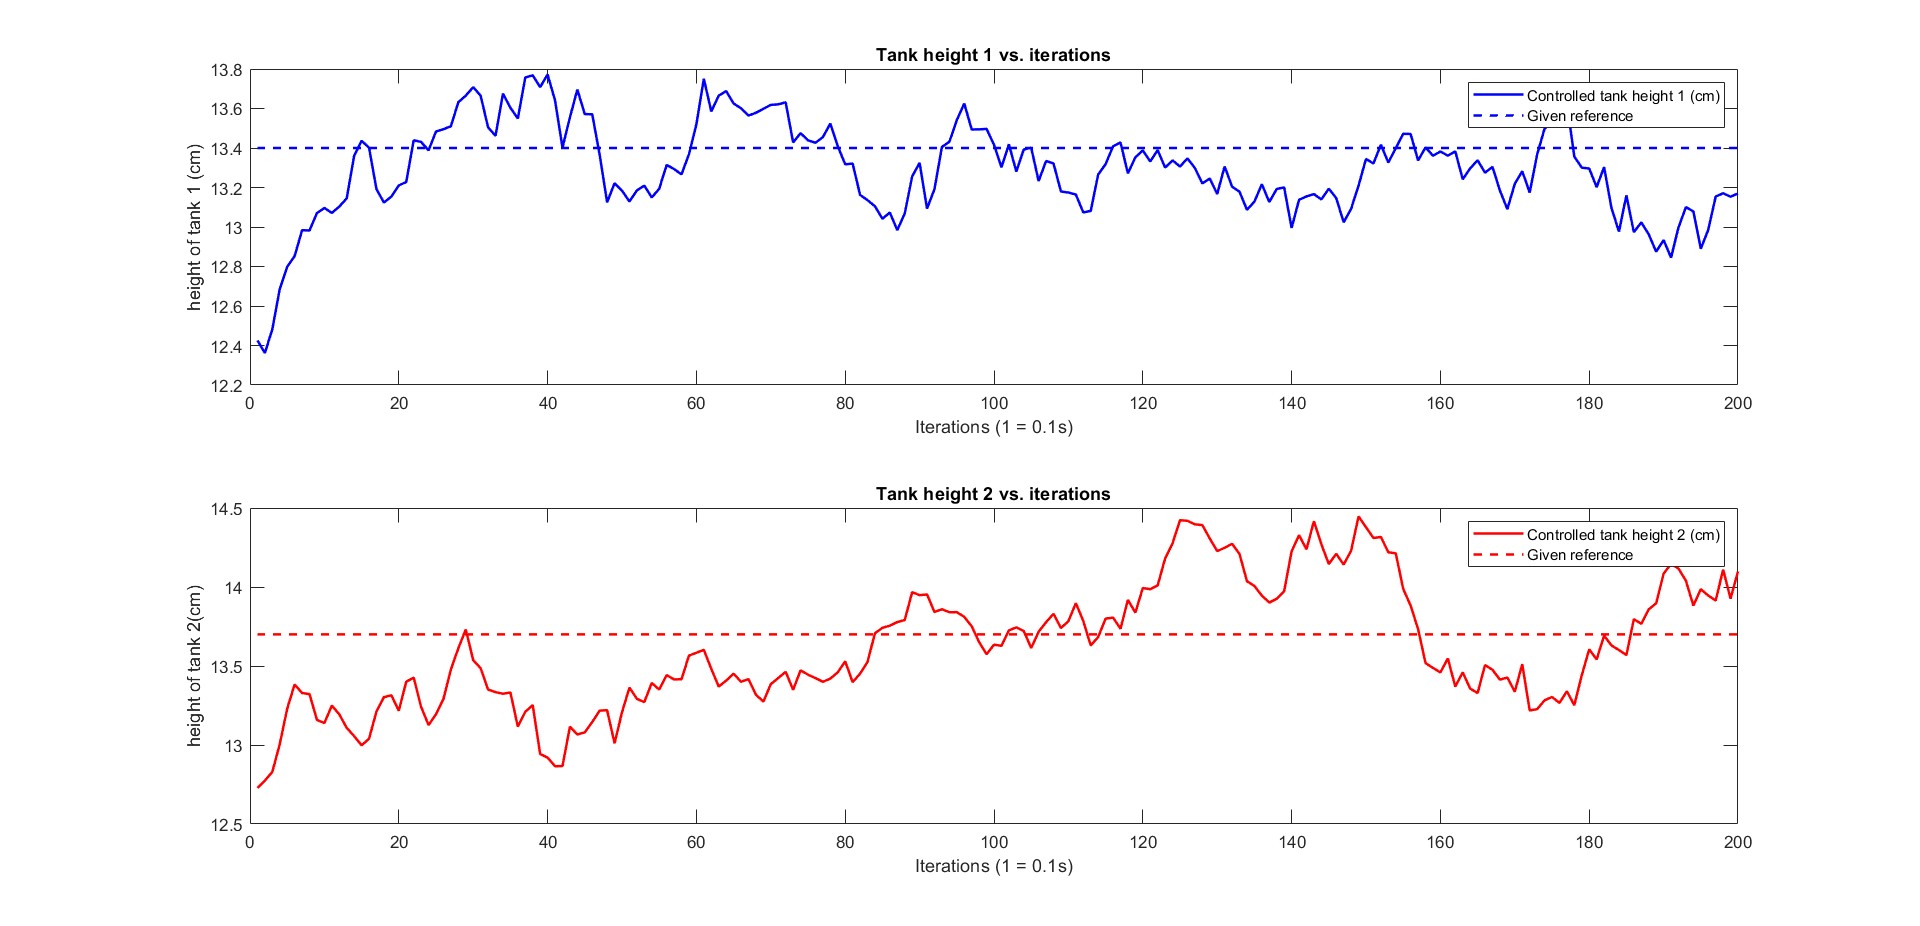 Tank height 1 vs. iterations
13.8
13.6
13.4
13.2
13
12.8
12.6
12.4
12.2
height of tank 1 (cm)
Controlled tank height 1 (cm)
Given reference
0 20 40 60 80 100 120 140 160 180 200
Iterations (1 = 0.1s)
Tank height 2 vs. iterations
14.5
14
13.5
13
12.5
height of tank 2(cm)
Controlled tank height 2 (cm)
Given reference
0 20 40 60 80 100 120 140 160 180 200
Iterations (1 = 0.1s)